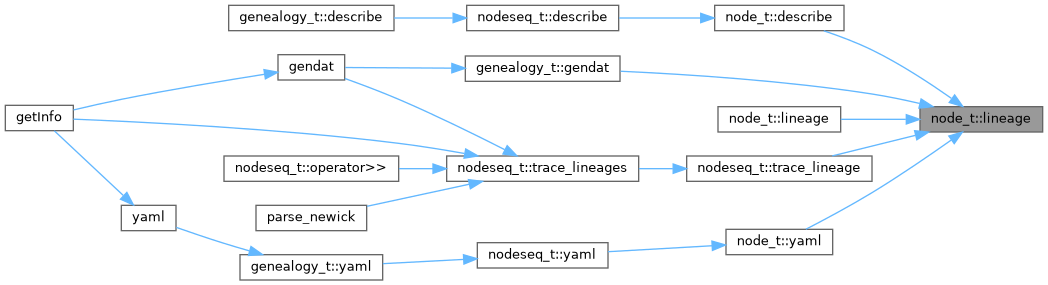 genealogy_t::describe
nodeseq_t::describe
node_t::describe
gendat
genealogy_t::gendat
getInfo
node_t::lineage
node_t::lineage
nodeseq_t::operator>>
nodeseq_t::trace_lineages
nodeseq_t::trace_lineage
yaml
parse_newick
genealogy_t::yaml
nodeseq_t::yaml
node_t::yaml